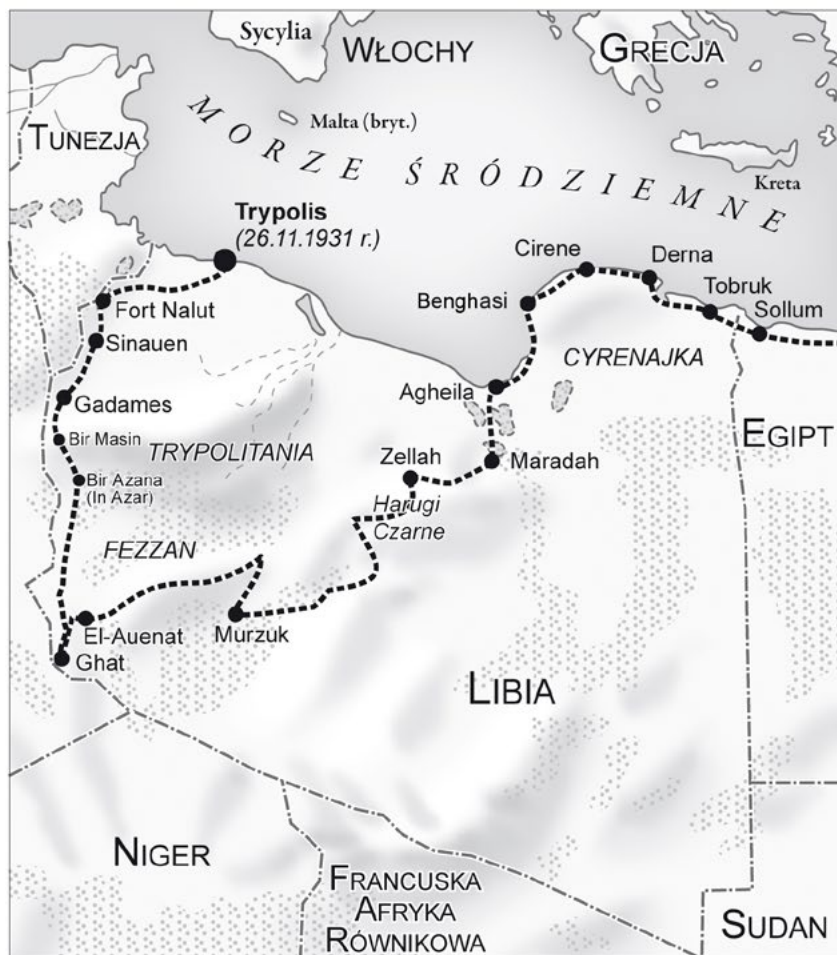 Sycylia
WŁOCHY
GRECJA
TUNEZJA
Malta (bryt.)
MORZE ŚRÓDZIEMNE
Kreta
Trypolis
(26.11.1931 r.)
Cirene
Derna
Fort Nalut
Benghasi
Tobruk
Sollum
Sinauen
CYRENAJKA
Agheila
Gadames
EGIPT
Bir Masin
TRYPOLITANIA
Zellah
Maradah
Bir Azana
(In Azar)
Harugi
Czarne
FEZZAN
El-Auenat
Murzuk
Ghat
LIBIA
NIGER
FRANCUSKA
AFRYKA
RÓWNIKOWA
SUDAN